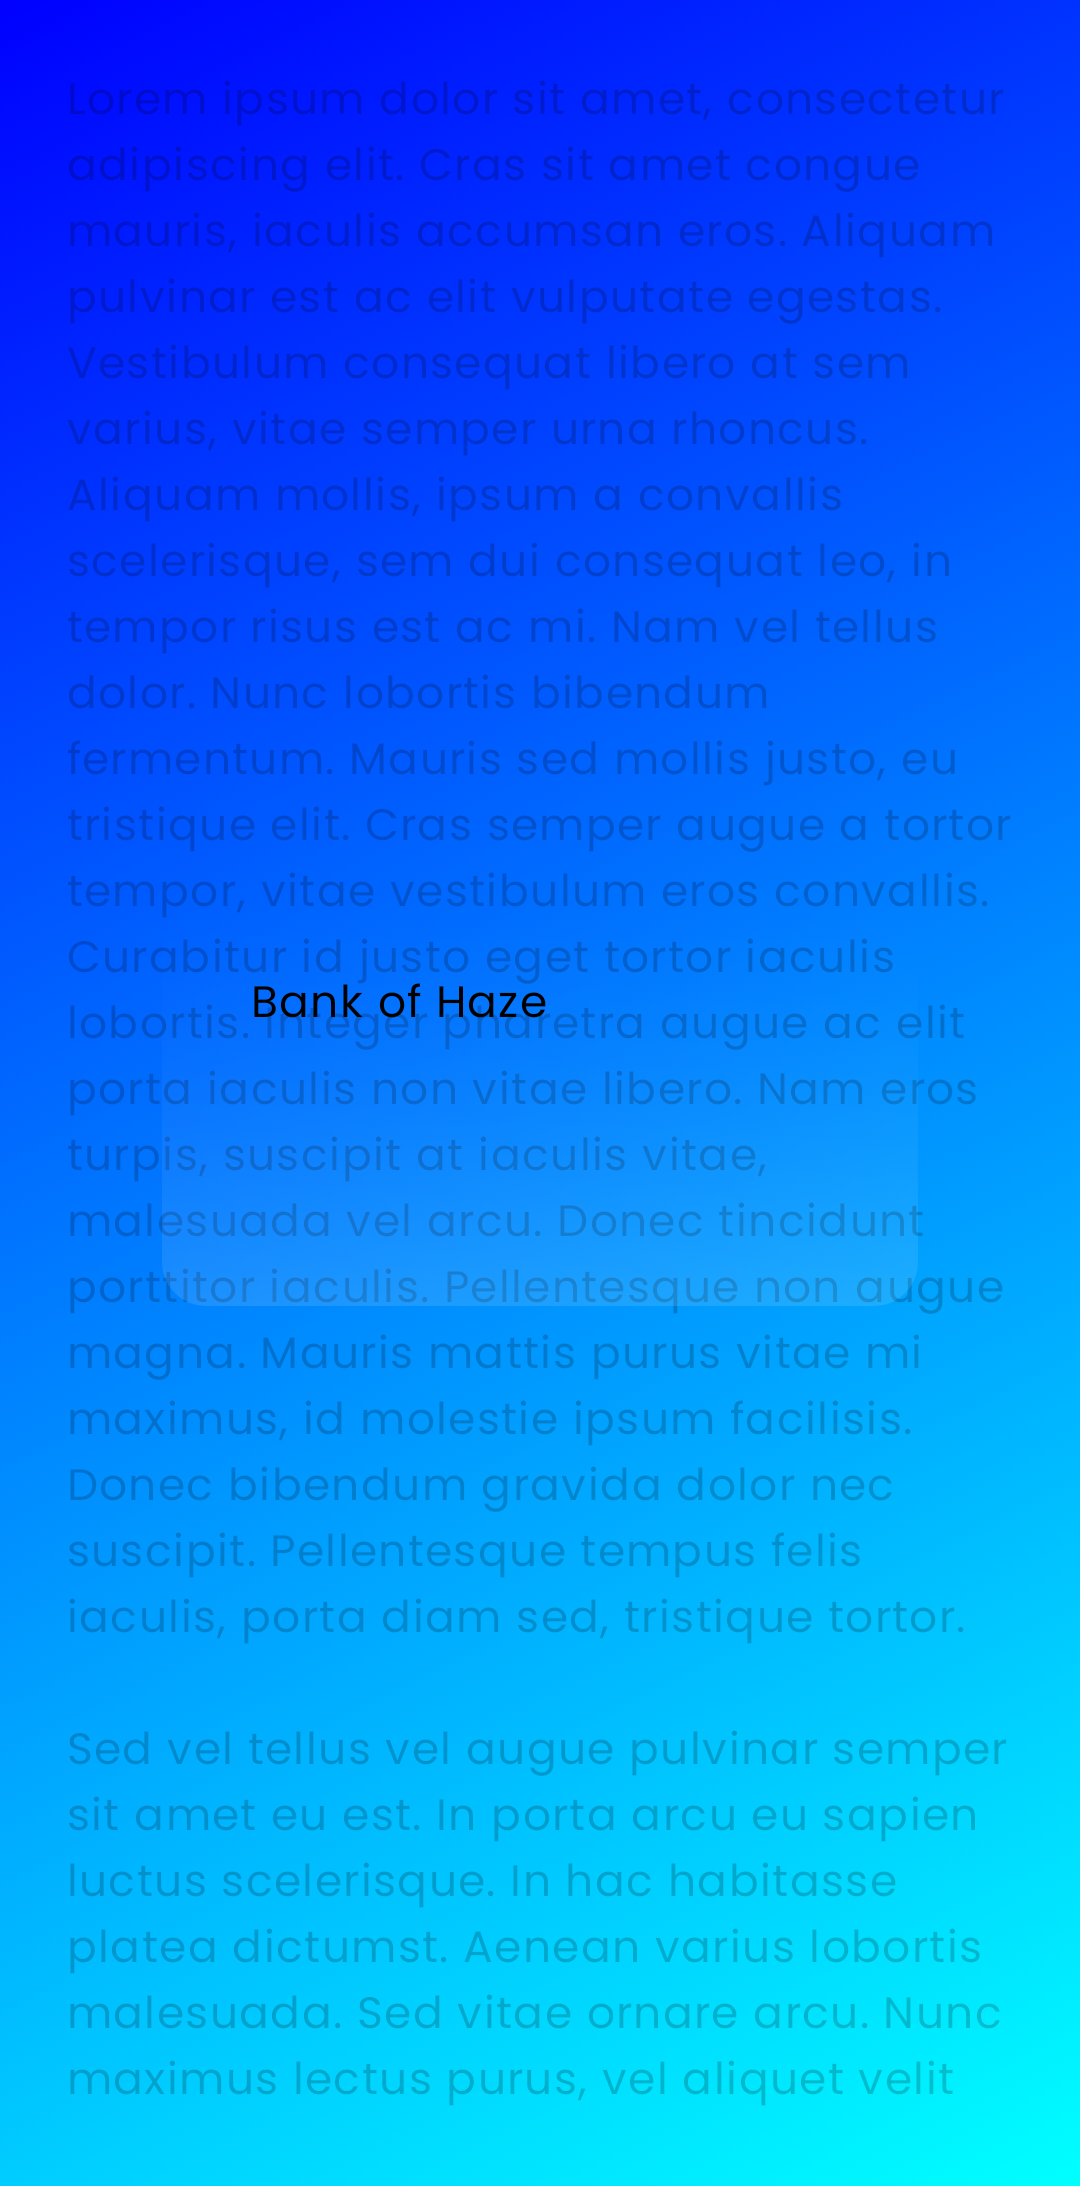 Lorem ipsum dolor sit amet, consectetur
adipiscing elit. Cras sit amet congue
mauris, iaculis accumsan eros. Aliquam
pulvinar est ac elit vulputate egestas.
Vestibulum consequat libero at sem
varius, vitae semper urna rhoncus.
Aliquam mollis, ipsum a convallis
scelerisque, sem dui consequat leo, in
tempor risus est ac mi. Nam vel tellus
dolor. Nunc lobortis bibendum
fermentum. Mauris sed mollis justo, eu
tristique elit. Cras semper augue a tortor
tempor, vitae vestibulum eros convallis.
Curabitur id justo eget tortor iaculis
Bank of Haze
lobortis. Integer pharetra augue ac elit
porta iaculis non vitae libero. Nam eros
turpis, suscipit at iaculis vitae,
malesuada vel arcu. Donec tincidunt
porttitor iaculis. Pellentesque non augue
magna. Mauris mattis purus vitae mi
maximus, id molestie ipsum facilisis.
Donec bibendum gravida dolor nec
suscipit. Pellentesque tempus felis
iaculis, porta diam sed, tristique tortor.
Sed vel tellus vel augue pulvinar semper
sit amet eu est. In porta arcu eu sapien
luctus scelerisque. In hac habitasse
platea dictumst. Aenean varius lobortis
malesuada. Sed vitae ornare arcu. Nunc
maximus lectus purus, vel aliquet velit